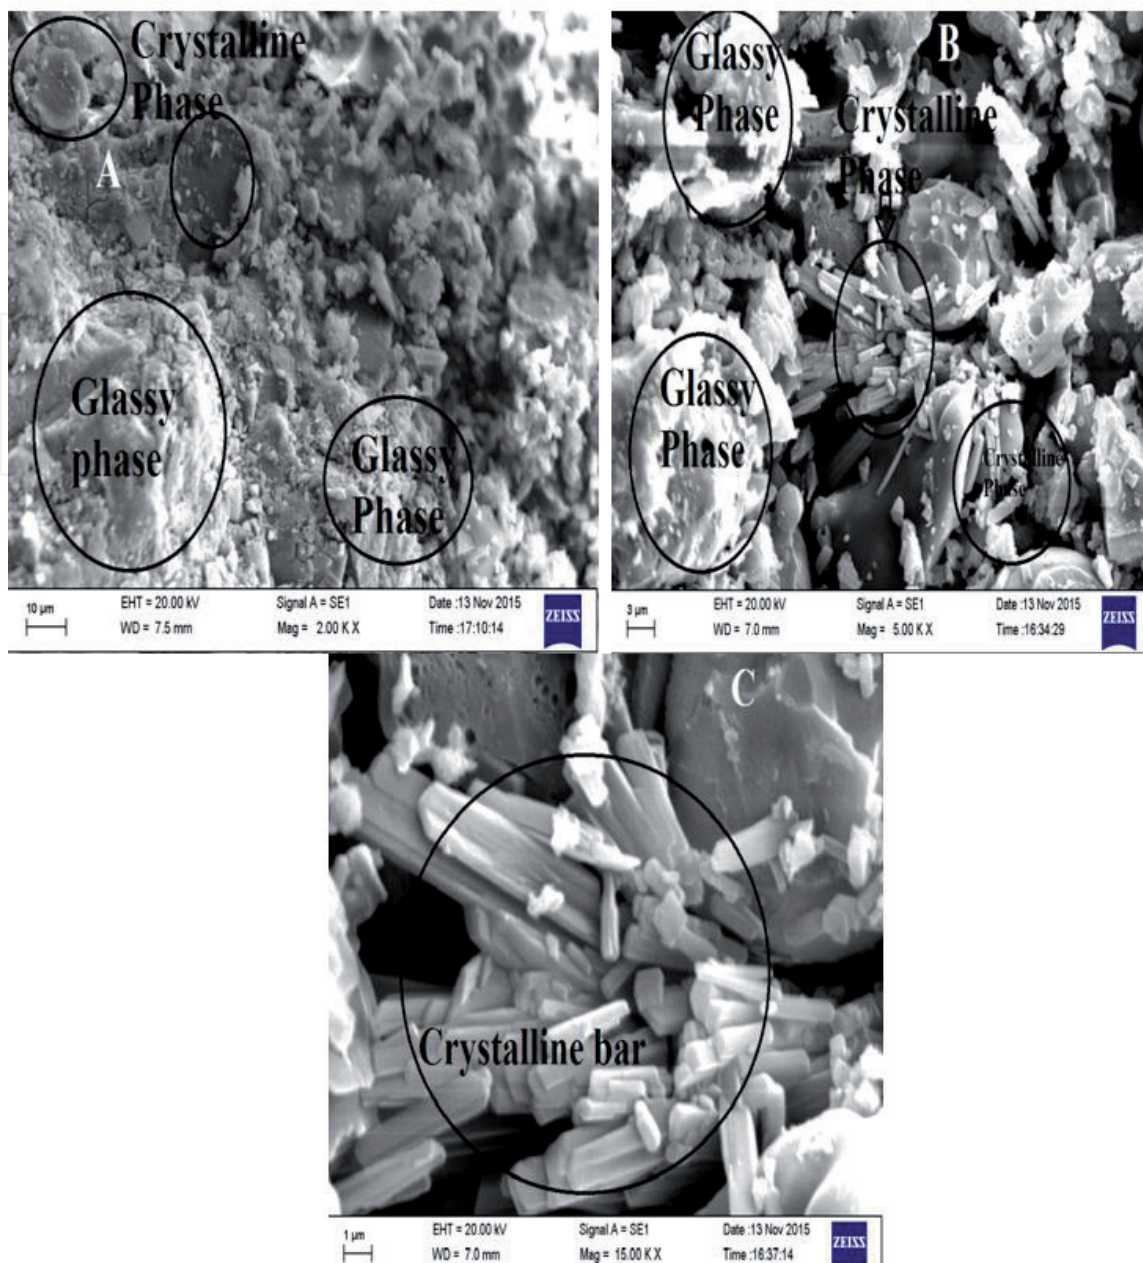 Crystalline
Phase
A
Glassy
phase
Glassy
Phase
10 µm
EHT = 20.00 kV
Signal A = SE1
Date :13 Nov 2015
ZEISS
WD = 7.5 mm
Mag = 2.00 K X
Time :17:10:14
Glassy
Phase
B
Crystalline
Phase
Glassy
Phase
Crystalline
Phase
3 µm
EHT = 20.00 kV
Signal A = SE1
Date :13 Nov 2015
ZEISS
WD = 7.0 mm
Mag = 5.00 K X
Time :16:34:29
C
Crystalline bar
1 µm
EHT = 20.00 kV
Signal A = SE1
Date :13 Nov 2015
ZEISS
WD = 7.0 mm
Mag = 15.00 K X
Time :16:37:14